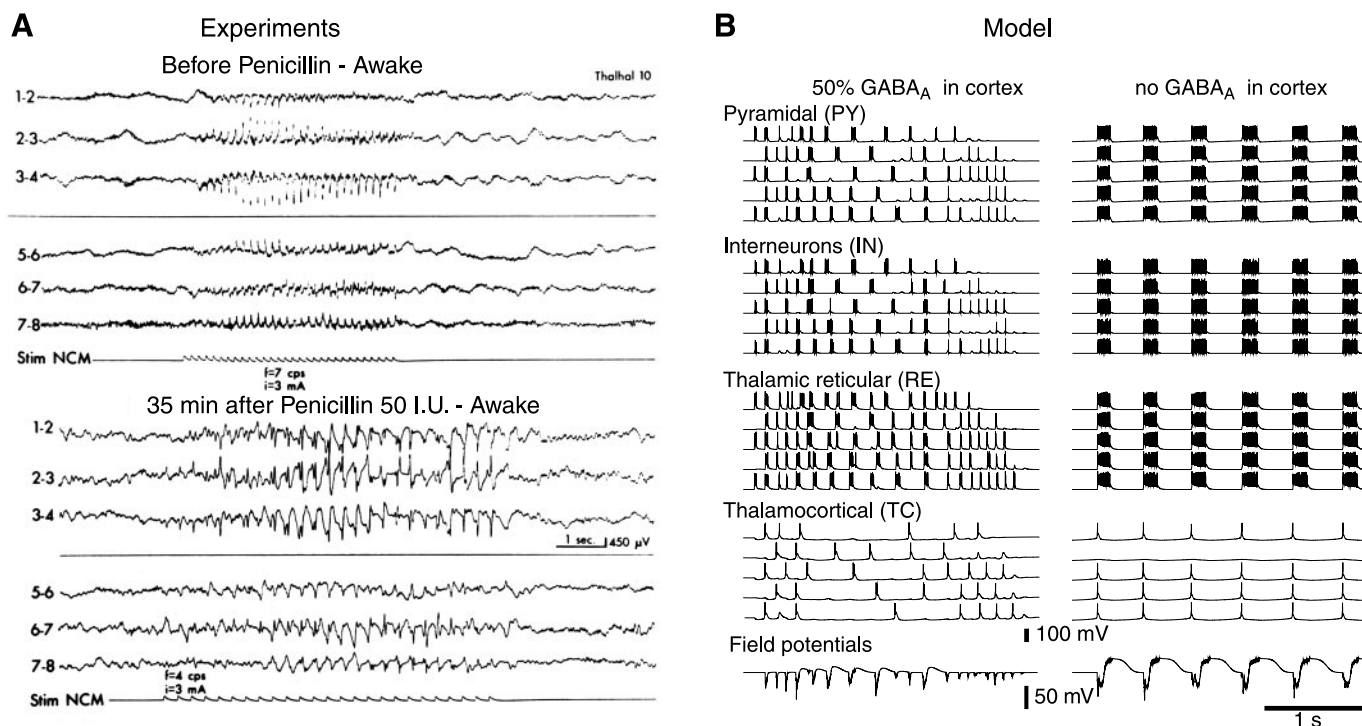 A Experiments
Before Penicillin - Awake
Thalhal 10
1-2
2-3
3-4
5-6
6-7
7-8
Stim NCM
f=7 cps
i=3 mA
35 min after Penicillin 50 I.U. - Awake
1-2
2-3
3-4
1 sec. 450 µV
5-6
6-7
7-8
f=4 cps
i=3 mA
Stim NCM
B Model
50% GABAA in cortex no GABAA in cortex
Pyramidal (PY)
Interneurons (IN)
Thalamic reticular (RE)
Thalamocortical (TC)
100 mV
Field potentials
50 mV
1 s